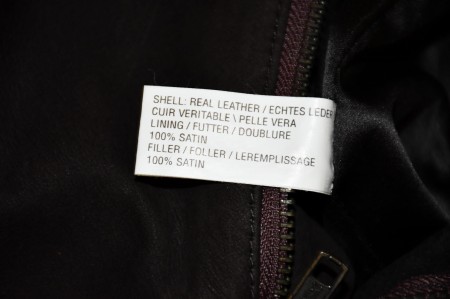 SHELL: REAL LEATHER / ECHTES LEDER
CUIR VERITABLE \ PELLE VERA
LINING / FUTTER / DOUBLURE
100% SATIN
FILLER / FOLLER / LEREMPLISSAGE
100% SATIN